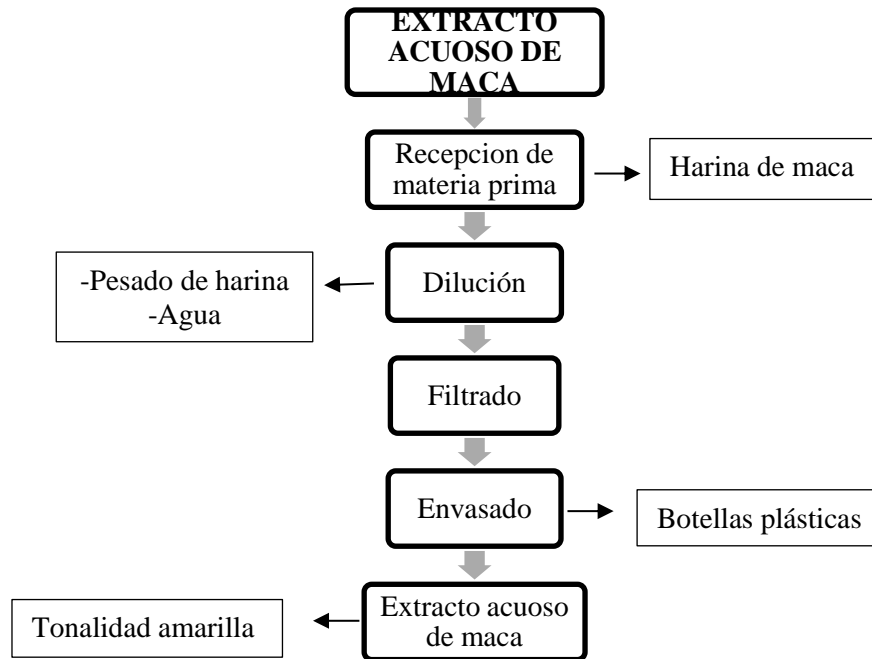 EXTRACTO
ACUOSO DE
MACA
Recepcion de
materia prima
Harina de maca
-Pesado de harina
-Agua
Dilución
Filtrado
Envasado
Botellas plásticas
Extracto acuoso
de maca
Tonalidad amarilla